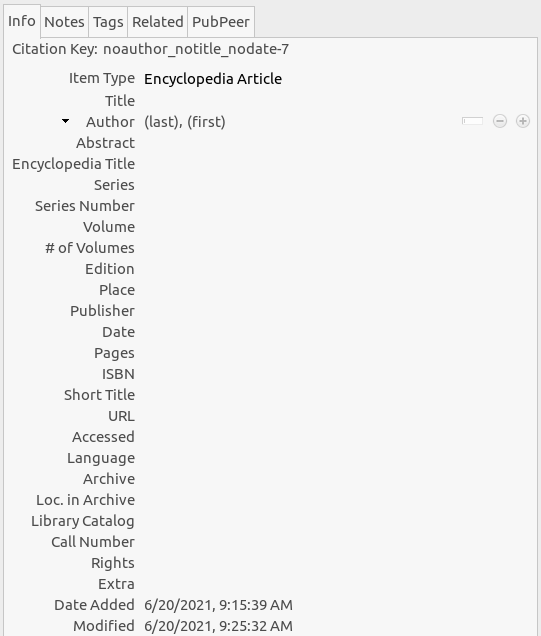 Info Notes Tags Related PubPeer
Citation Key: noauthor_notitle_nodate-7
Item Type Encyclopedia Article
Title
Author (last), (first)
Abstract
Encyclopedia Title
Series
Series Number
Volume
# of Volumes
Edition
Place
Publisher
Date
Pages
ISBN
Short Title
URL
Accessed
Language
Archive
Loc. in Archive
Library Catalog
Call Number
Rights
Extra
Date Added 6/20/2021, 9:15:39 AM
Modified 6/20/2021, 9:25:32 AM